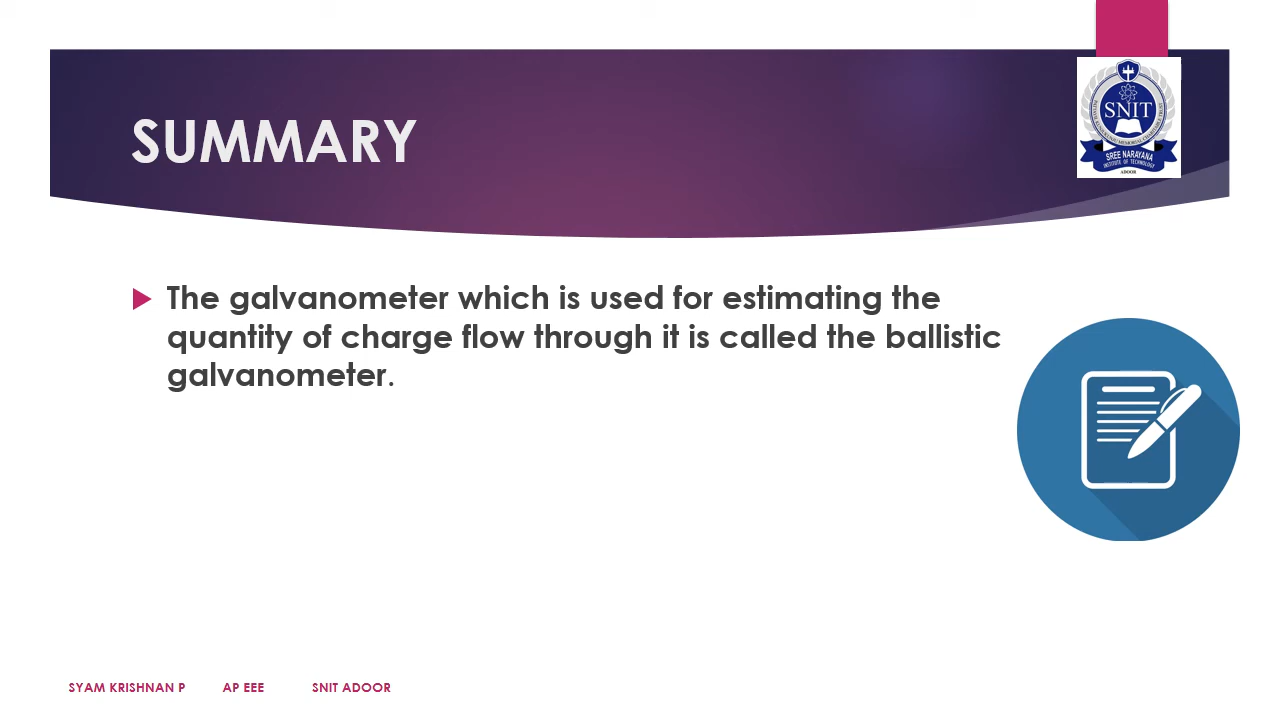 SUMMARY
SNIT
SREE NARAYANA
INSTITUTE OF TECHNOLOGY
ADOOR
The galvanometer which is used for estimating the
quantity of charge flow through it is called the ballistic
galvanometer.
SYAM KRISHNAN P AP EEE SNIT ADOOR